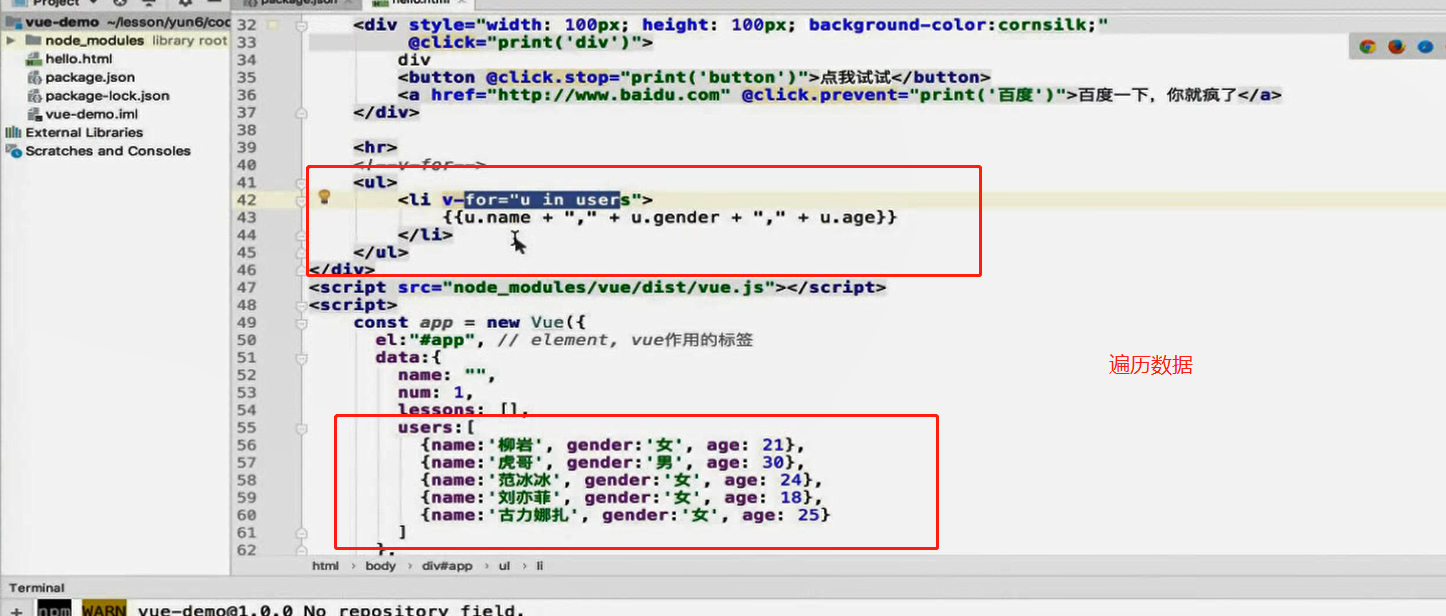 Project
package.json
hello.html
vue-demo ~/lesson/yun6/coc
node_modules library root
hello.html
package.json
package-lock.json
vue-demo.iml
External Libraries
Scratches and Consoles
32 <div style="width: 100px; height: 100px; background-color:cornsilk;"
33 @click="print('div')">
34 div
35 <button @click.stop="print('button')">点我试试</button>
36 <a href="http://www.baidu.com" @click.prevent="print('百度')">百度一下，你就疯了</a>
37 </div>
38
39 <hr>
40 <!--v-for-->
41 <ul>
42 <li v-for="u in users">
43 {{u.name + "," + u.gender + "," + u.age}}
44 </li>
45 </ul>
46 </div>
47 <script src="node_modules/vue/dist/vue.js"></script>
48 <script>
49 const app = new Vue({
50 el:"#app", // element, vue作用的标签
51 data:{
52 name: "",
53 num: 1,
54 lessons: [],
55 users:[
56 {name:'柳岩', gender:'女', age: 21},
57 {name:'虎哥', gender:'男', age: 30},
58 {name:'范冰冰', gender:'女', age: 24},
59 {name:'刘亦菲', gender:'女', age: 18},
60 {name:'古力娜扎', gender:'女', age: 25}
61 ]
62 },
遍历数据
html › body › div#app › ul › li
Terminal
+ npm WARN vue-demo@1.0.0 No repository field.